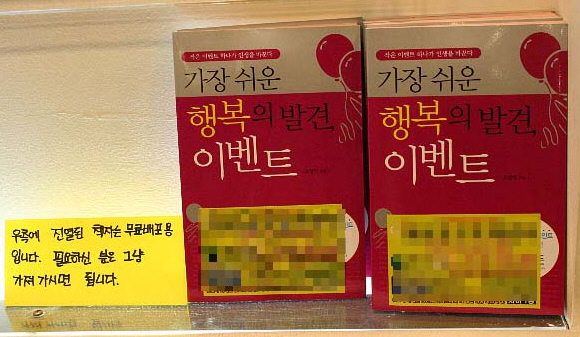 우측에 진열된 책자는 무료배포용
입니다. 필요하신 분은 그냥
가져 가시면 됩니다.
작은 이벤트 하나가 인생을 바꾼다
가장 쉬운
행복의 발견,
이벤트
작은 이벤트 하나가 인생을 바꾼다
가장 쉬운
행복의 발견,
이벤트